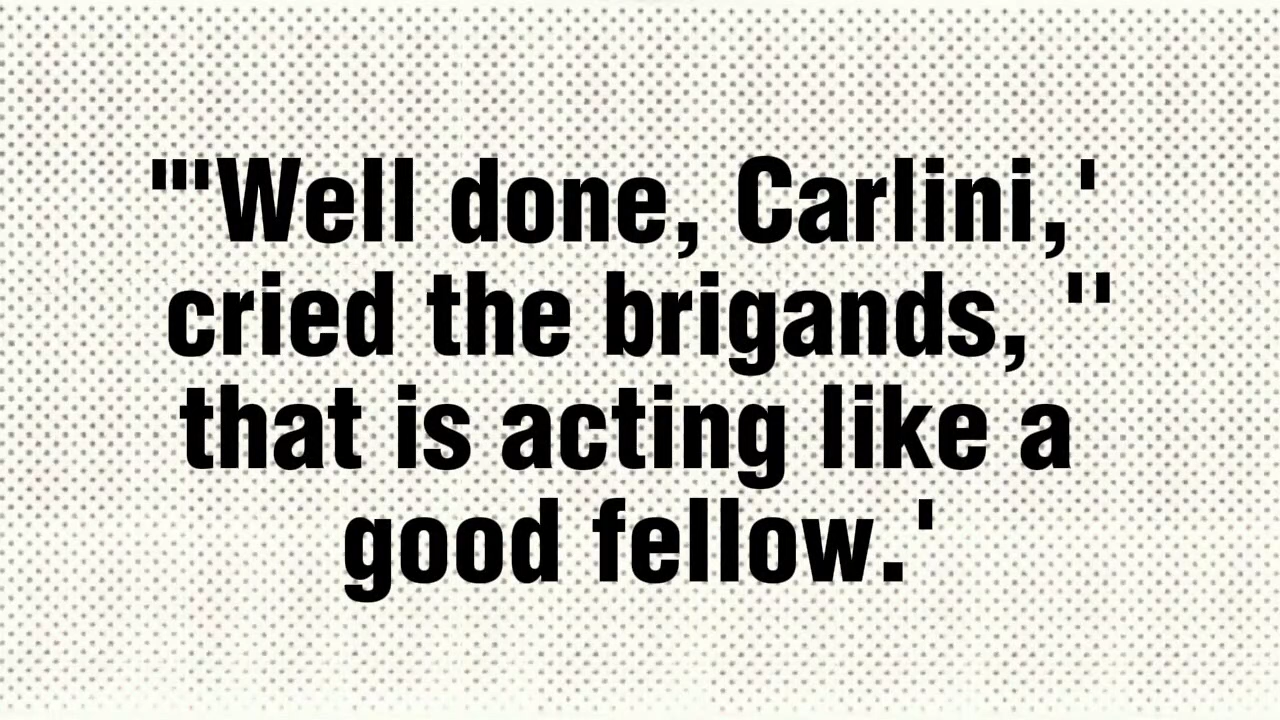 "'Well done, Carlini,'
cried the brigands, ''
that is acting like a
good fellow.'